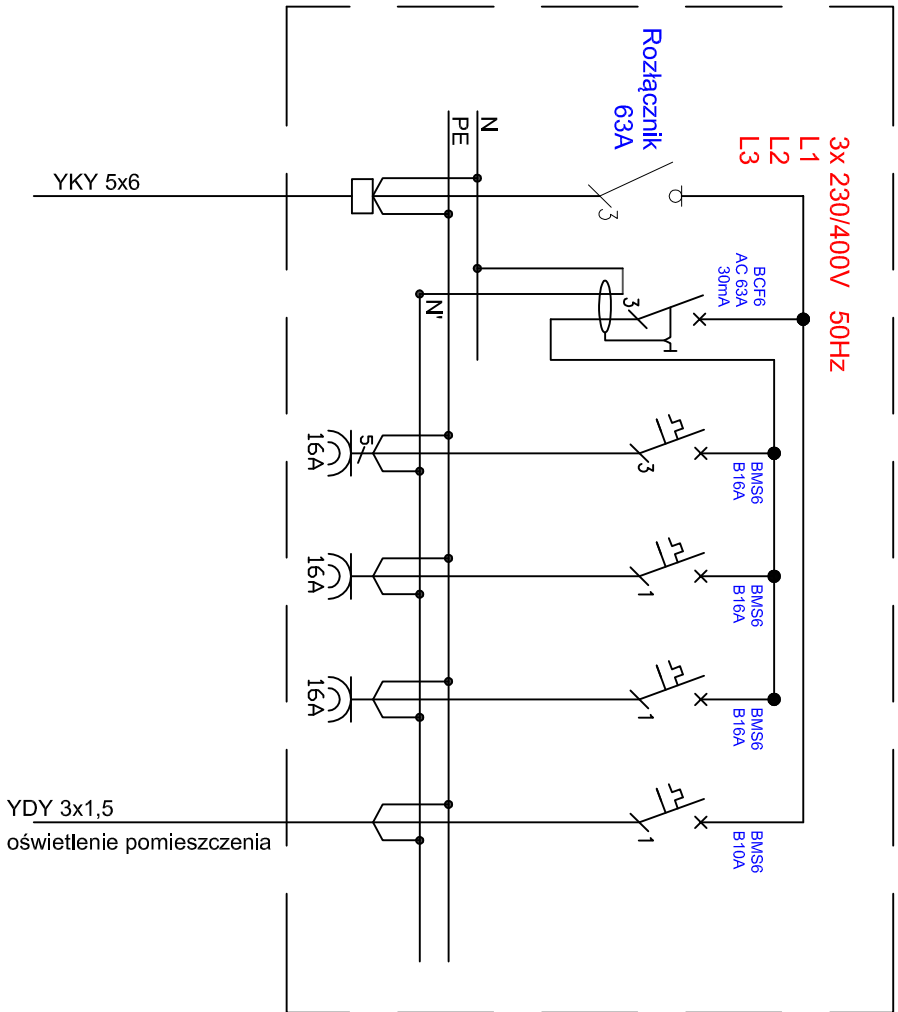 3x 230/400V 50Hz
L1
L2
L3
Rozłącznik
63A
N
PE
YKY 5x6
3
BCF6
AC 63A
30mA
3
N'
BMS6
B16A
3
5
16A
BMS6
B16A
1
16A
BMS6
B16A
1
16A
BMS6
B10A
1
YDY 3x1,5
oświetlenie pomieszczenia